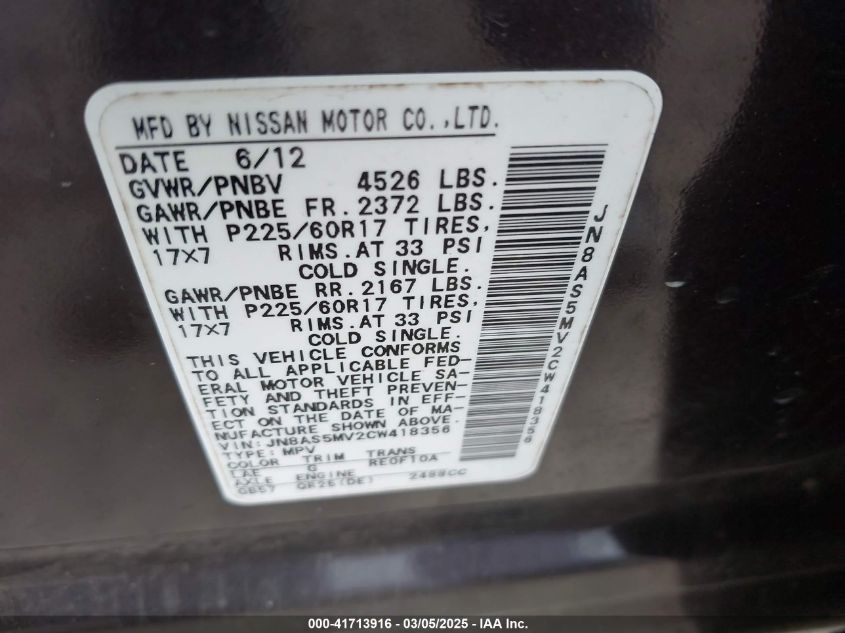 MFD BY NISSAN MOTOR CO.,LTD.
DATE 6/12
GVWR/PNBV 4526 LBS.
GAWR/PNBE FR. 2372 LBS.
WITH P225/60R17 TIRES,
17X7 RIMS. AT 33 PSI
COLD SINGLE.
GAWR/PNBE RR. 2167 LBS.
WITH P225/60R17 TIRES,
17X7 RIMS. AT 33 PSI
COLD SINGLE.
THIS VEHICLE CONFORMS
TO ALL APPLICABLE FED-
ERAL MOTOR VEHICLE SA-
FETY AND THEFT PREVEN-
TION STANDARDS IN EFF-
ECT ON THE DATE OF MA-
NUFACTURE SHOWN ABOVE.
VIN: JN8AS5MV2CW418356
TYPE: MPV
COLOR TRIM TRANS
G RE0F10A
AXLE ENGINE
QR25(DE) 2488CC
JN8AS5MV2CW418356
000-41713916 - 03/05/2025 - IAA Inc.